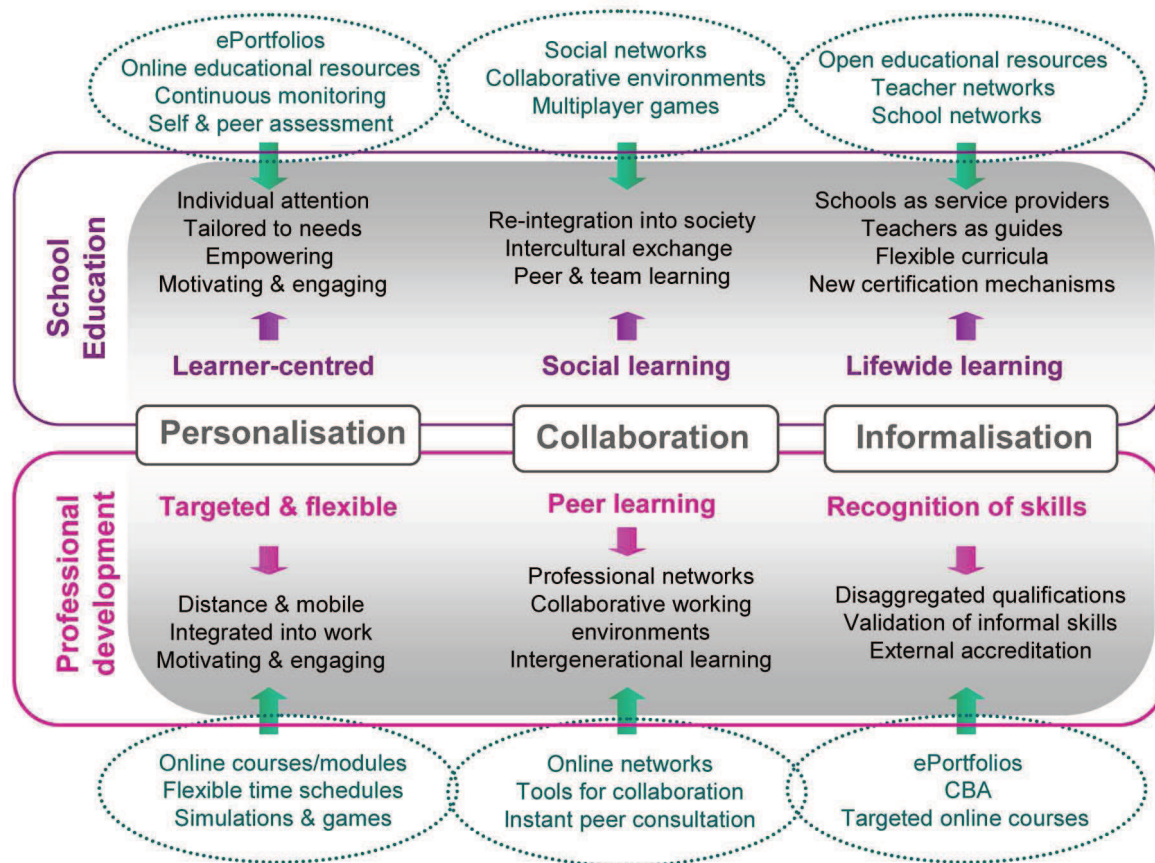 ePortfolios
Online educational resources
Continuous monitoring
Self & peer assessment
Social networks
Collaborative environments
Multiplayer games
Open educational resources
Teacher networks
School networks
School
Education
Individual attention
Tailored to needs
Empowering
Motivating & engaging
Re-integration into society
Intercultural exchange
Peer & team learning
Schools as service providers
Teachers as guides
Flexible curricula
New certification mechanisms
Learner-centred
Social learning
Lifewide learning
Personalisation
Collaboration
Informalisation
Professional
development
Targeted & flexible
Peer learning
Recognition of skills
Distance & mobile
Integrated into work
Motivating & engaging
Professional networks
Collaborative working
environments
Intergenerational learning
Disaggregated qualifications
Validation of informal skills
External accreditation
Online courses/modules
Flexible time schedules
Simulations & games
Online networks
Tools for collaboration
Instant peer consultation
ePortfolios
CBA
Targeted online courses